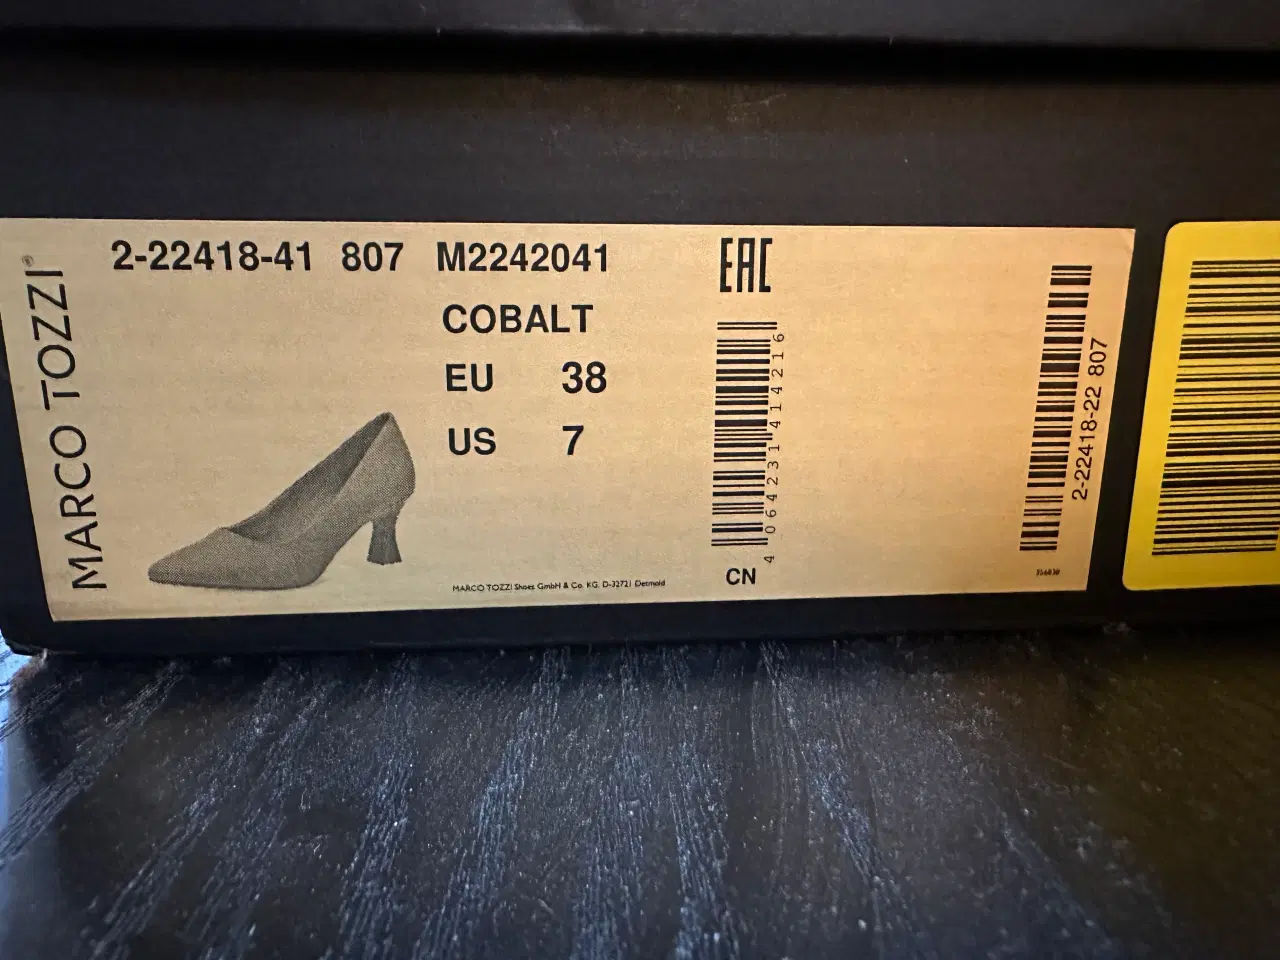 MARCO TOZZI®
2-22418-41 807 M2242041
COBALT
EU 38
US 7
MARCO TOZZI Shoes GmbH & Co. KG. D-32721 Detmold
EAC
4 064231 414216
CN
2-22418-22 807